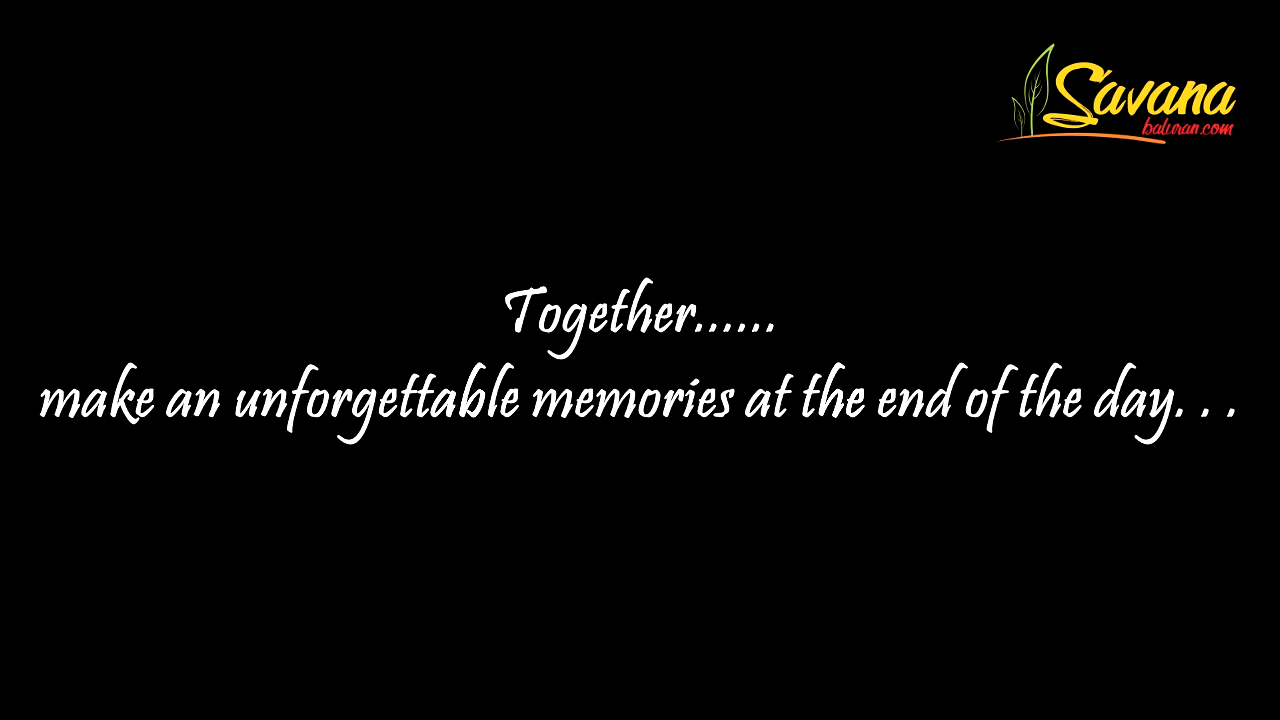 Savana
baluran.com
Together......
make an unforgettable memories at the end of the day. . .